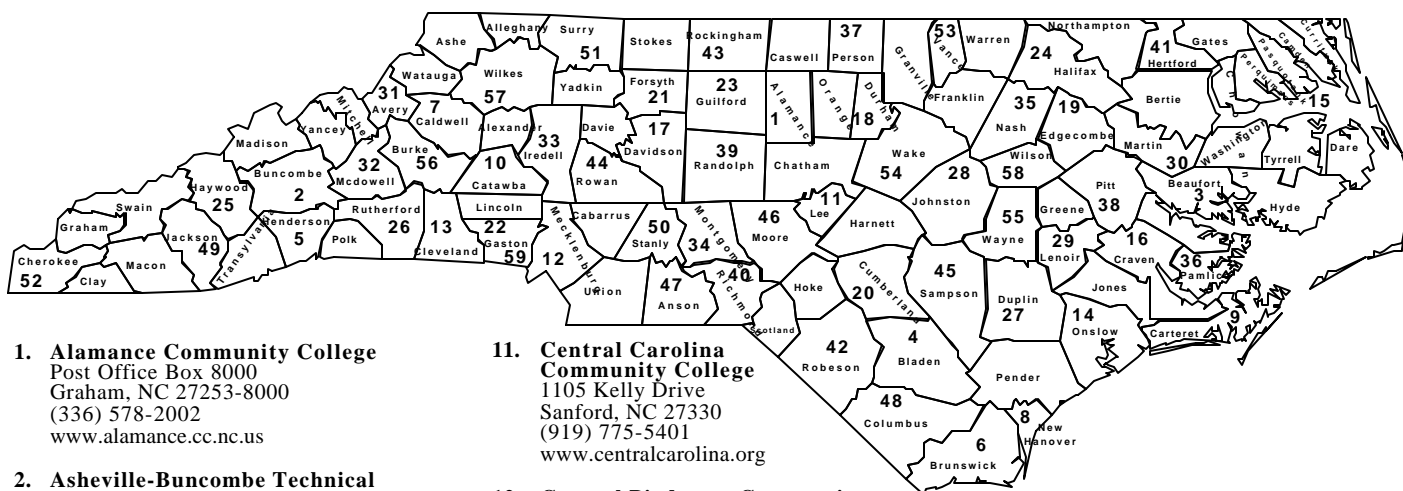 Ashe
Alleghany
Surry
51
Stokes
Rockingham
43
Caswell
37
Person
Granville
53
Vance
Warren
Northampton
24
Halifax
41
Hertford
Gates
Camden
Pasquotank
Perquimans
15
Watauga
Wilkes
57
Yadkin
Forsyth
21
23
Guilford
1
Alamance
Orange
18
Durham
Franklin
35
Nash
19
Edgecombe
Bertie
31
Avery
Mitchell
Yancey
Madison
7
Caldwell
Alexander
33
Iredell
Davie
17
Davidson
39
Randolph
Chatham
Wake
54
28
Johnston
Wilson
58
Martin
30
Washington
Tyrrell
Dare
Buncombe
2
32
Mcdowell
Burke
56
10
Catawba
44
Rowan
Haywood
25
Swain
Graham
Jackson
49
Transylvania
Henderson
5
Polk
Rutherford
26
13
Cleveland
Lincoln
22
Gaston
59
Mecklenburg
12
Cabarrus
50
Stanly
Montgomery
34
46
Moore
11
Lee
Harnett
55
Wayne
Greene
29
Lenoir
Pitt
38
Beaufort
3
Hyde
16
Craven
36
Pamlico
Cherokee
52
Clay
Macon
Union
47
Anson
40
Richmond
Scotland
Hoke
Cumberland
20
45
Sampson
Duplin
27
Jones
14
Onslow
Carteret
9
42
Robeson
4
Bladen
Pender
48
Columbus
6
Brunswick
8
New
Hanover
1. Alamance Community College
Post Office Box 8000
Graham, NC 27253-8000
(336) 578-2002
www.alamance.cc.nc.us
2. Asheville-Buncombe Technical
11. Central Carolina
Community College
1105 Kelly Drive
Sanford, NC 27330
(919) 775-5401
www.centralcarolina.org